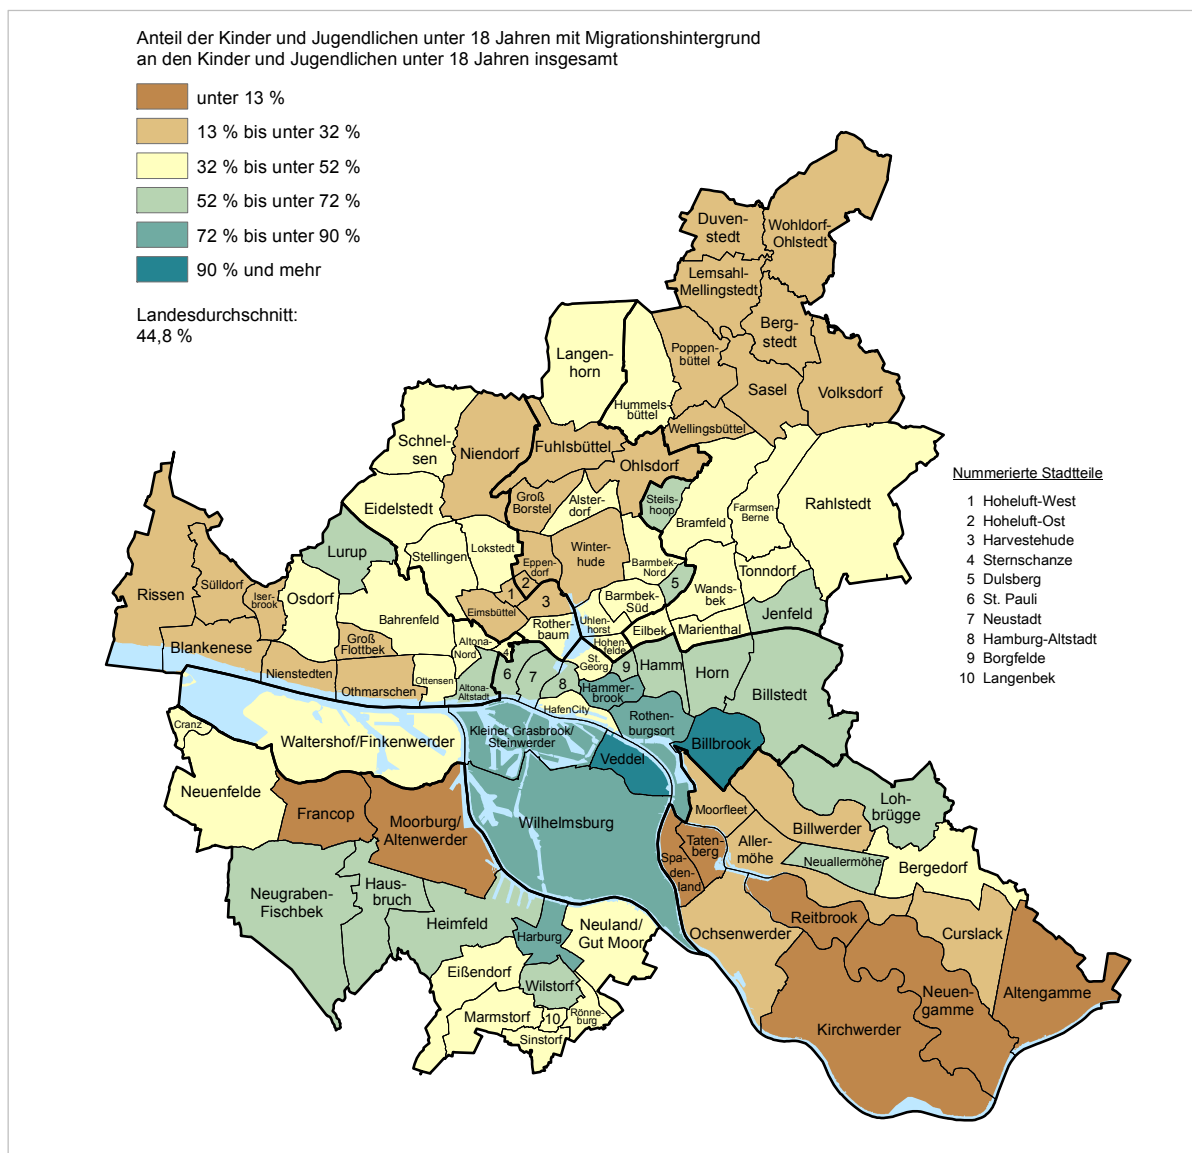 Anteil der Kinder und Jugendlichen unter 18 Jahren mit Migrationshintergrund
an den Kinder und Jugendlichen unter 18 Jahren insgesamt
unter 13 %
13 % bis unter 32 %
32 % bis unter 52 %
52 % bis unter 72 %
72 % bis unter 90 %
90 % und mehr
Landesdurchschnitt:
44,8 %
Duven-
stedt
Wohldorf-
Ohlstedt
Lemsahl-
Mellingstedt
Berg-
stedt
Poppen-
büttel
Sasel
Volksdorf
Langen-
horn
Hummels-
büttel
Wellingsbüttel
Schnel-
sen
Niendorf
Fuhlsbüttel
Ohlsdorf
Groß
Borstel
Alster-
dorf
Steils-
hoop
Bramfeld
Farmsen-
Berne
Rahlstedt
Eidelstedt
Lurup
Stellingen
Lokstedt
Eppen-
dorf
Winter-
hude
Barmbek-
Nord
5
Wands-
bek
Tonndorf
Jenfeld
Rissen
Sülldorf
Iser-
brook
Osdorf
Bahrenfeld
Eimsbüttel
1
2
3
Rother-
baum
Uhlen-
horst
Barmbek-
Süd
Eilbek
Marienthal
Blankenese
Groß
Flottbek
Nienstedten
Othmarschen
Ottensen
Altona-
Nord
Altona-
Altstadt
4
6
7
8
St.
Georg
Hohen-
felde
9
Hamm
Horn
Billstedt
Hammer-
brook
HafenCity
Rothen-
burgsort
Billbrook
Cranz
Waltershof/Finkenwerder
Kleiner Grasbrook/
Steinwerder
Veddel
Neuenfelde
Francop
Moorburg/
Altenwerder
Wilhelmsburg
Moorfleet
Billwerder
Loh-
brügge
Taten-
berg
Spa-
den-
land
Aller-
möhe
Neuallermöhe
Bergedorf
Neugraben-
Fischbek
Haus-
bruch
Heimfeld
Harburg
Neuland/
Gut Moor
Ochsenwerder
Reitbrook
Curslack
Eißendorf
Wilstorf
Marmstorf
10
Rönne-
burg
Sinstorf
Kirchwerder
Neuen-
gamme
Altengamme
Nummerierte Stadtteile
1 Hoheluft-West
2 Hoheluft-Ost
3 Harvestehude
4 Sternschanze
5 Dulsberg
6 St. Pauli
7 Neustadt
8 Hamburg-Altstadt
9 Borgfelde
10 Langenbek